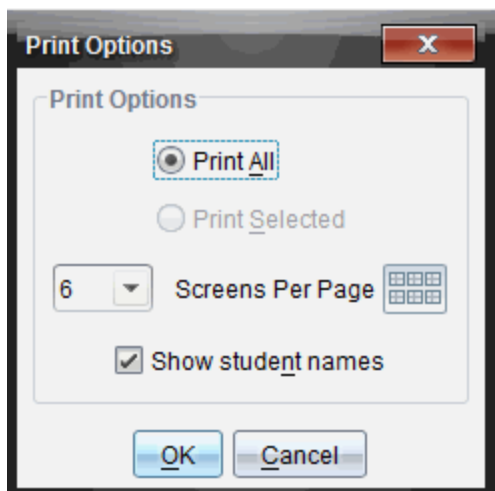 Print Options
Print Options
Print All
Print Selected
6 Screens Per Page
Show student names
OK Cancel